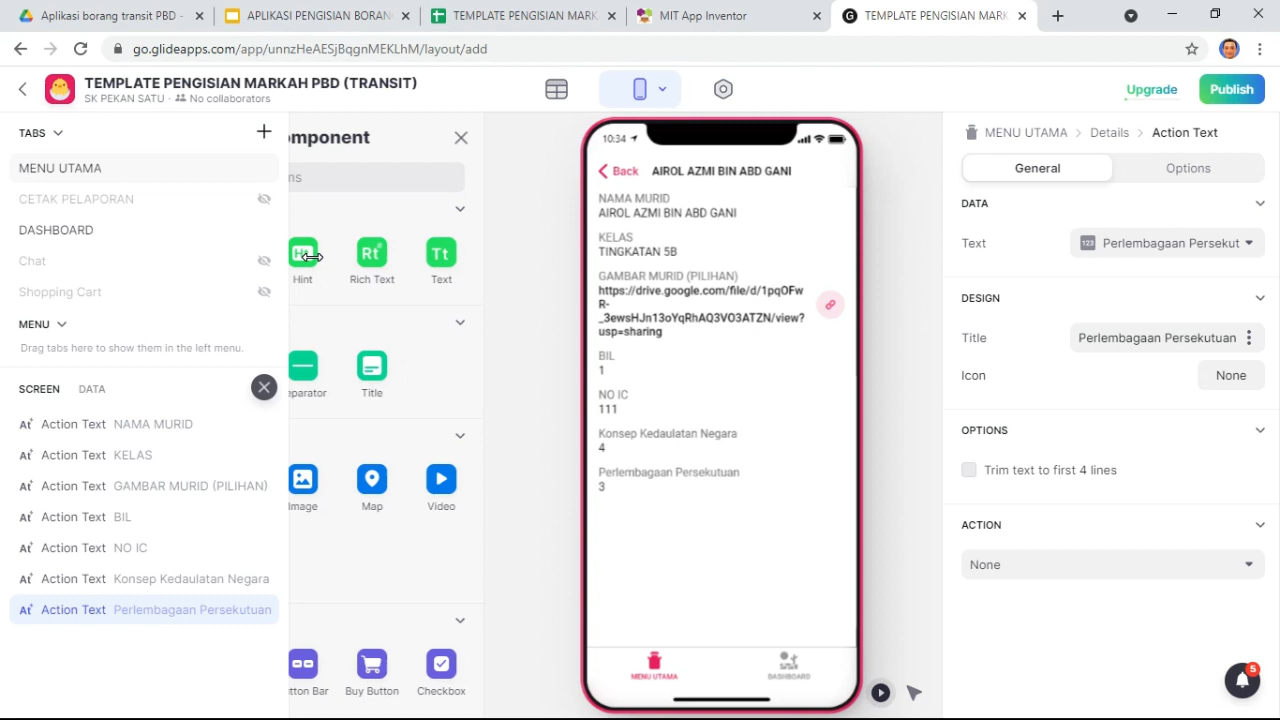 Aplikasi borang transit PBD -
APLIKASI PENGISIAN BORAN
TEMPLATE PENGISIAN MARK
MIT App Inventor
TEMPLATE PENGISIAN MARK
go.glideapps.com/app/unnzHeAESjBqgnMEKLhM/layout/add
TEMPLATE PENGISIAN MARKAH PBD (TRANSIT)
SK PEKAN SATU · No collaborators
Upgrade
Publish
TABS
MENU UTAMA
CETAK PELAPORAN
DASHBOARD
Chat
Shopping Cart
MENU
Drag tabs here to show them in the left menu.
SCREEN DATA
Action Text NAMA MURID
Action Text KELAS
Action Text GAMBAR MURID (PILIHAN)
Action Text BIL
Action Text NO IC
Action Text Konsep Kedaulatan Negara
Action Text Perlembagaan Persekutuan
omponent
ns
Hint
Rich Text
Text
eparator
Title
Image
Map
Video
tton Bar
Buy Button
Checkbox
10:34
Back
AIROL AZMI BIN ABD GANI
NAMA MURID
AIROL AZMI BIN ABD GANI
KELAS
TINGKATAN 5B
GAMBAR MURID (PILIHAN)
https://drive.google.com/file/d/1pqOFw
R-
_3ewsHJn13oYqRhAQ3VO3ATZN/view?
usp=sharing
BIL
1
NO IC
111
Konsep Kedaulatan Negara
4
Perlembagaan Persekutuan
3
MENU UTAMA
DASHBOARD
MENU UTAMA > Details > Action Text
General
Options
DATA
Text
Perlembagaan Persekut
DESIGN
Title
Perlembagaan Persekutuan
Icon
None
OPTIONS
Trim text to first 4 lines
ACTION
None
5